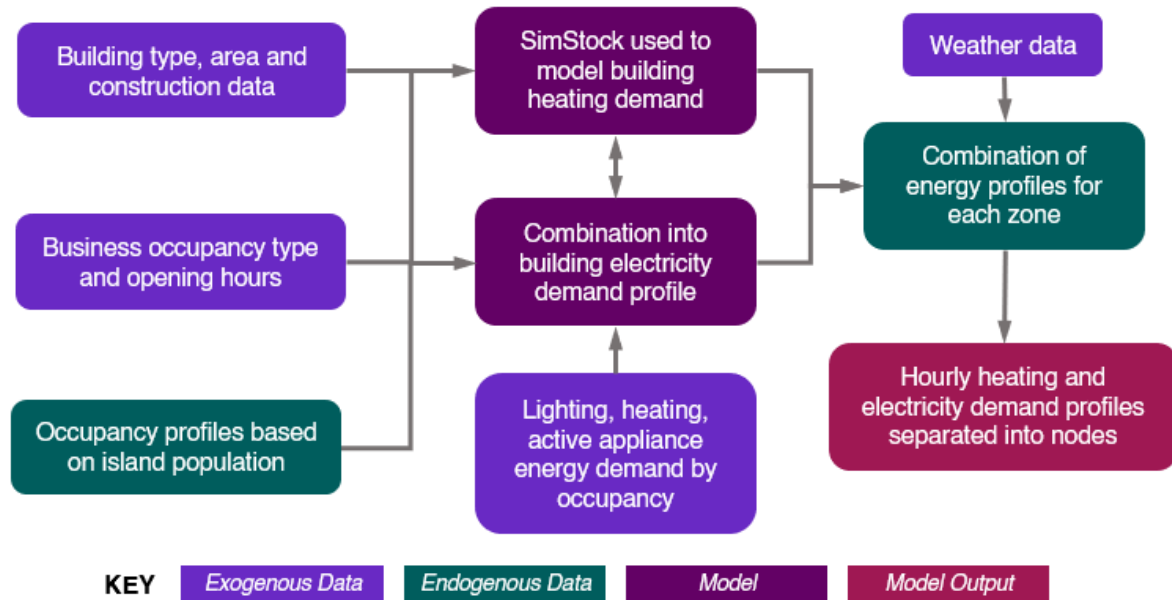 Building type, area and
construction data
SimStock used to
model building
heating demand
Weather data
Combination of
energy profiles for
each zone
Business occupancy type
and opening hours
Combination into
building electricity
demand profile
Occupancy profiles based
on island population
Lighting, heating,
active appliance
energy demand by
occupancy
Hourly heating and
electricity demand profiles
separated into nodes
KEY
Exogenous Data
Endogenous Data
Model
Model Output